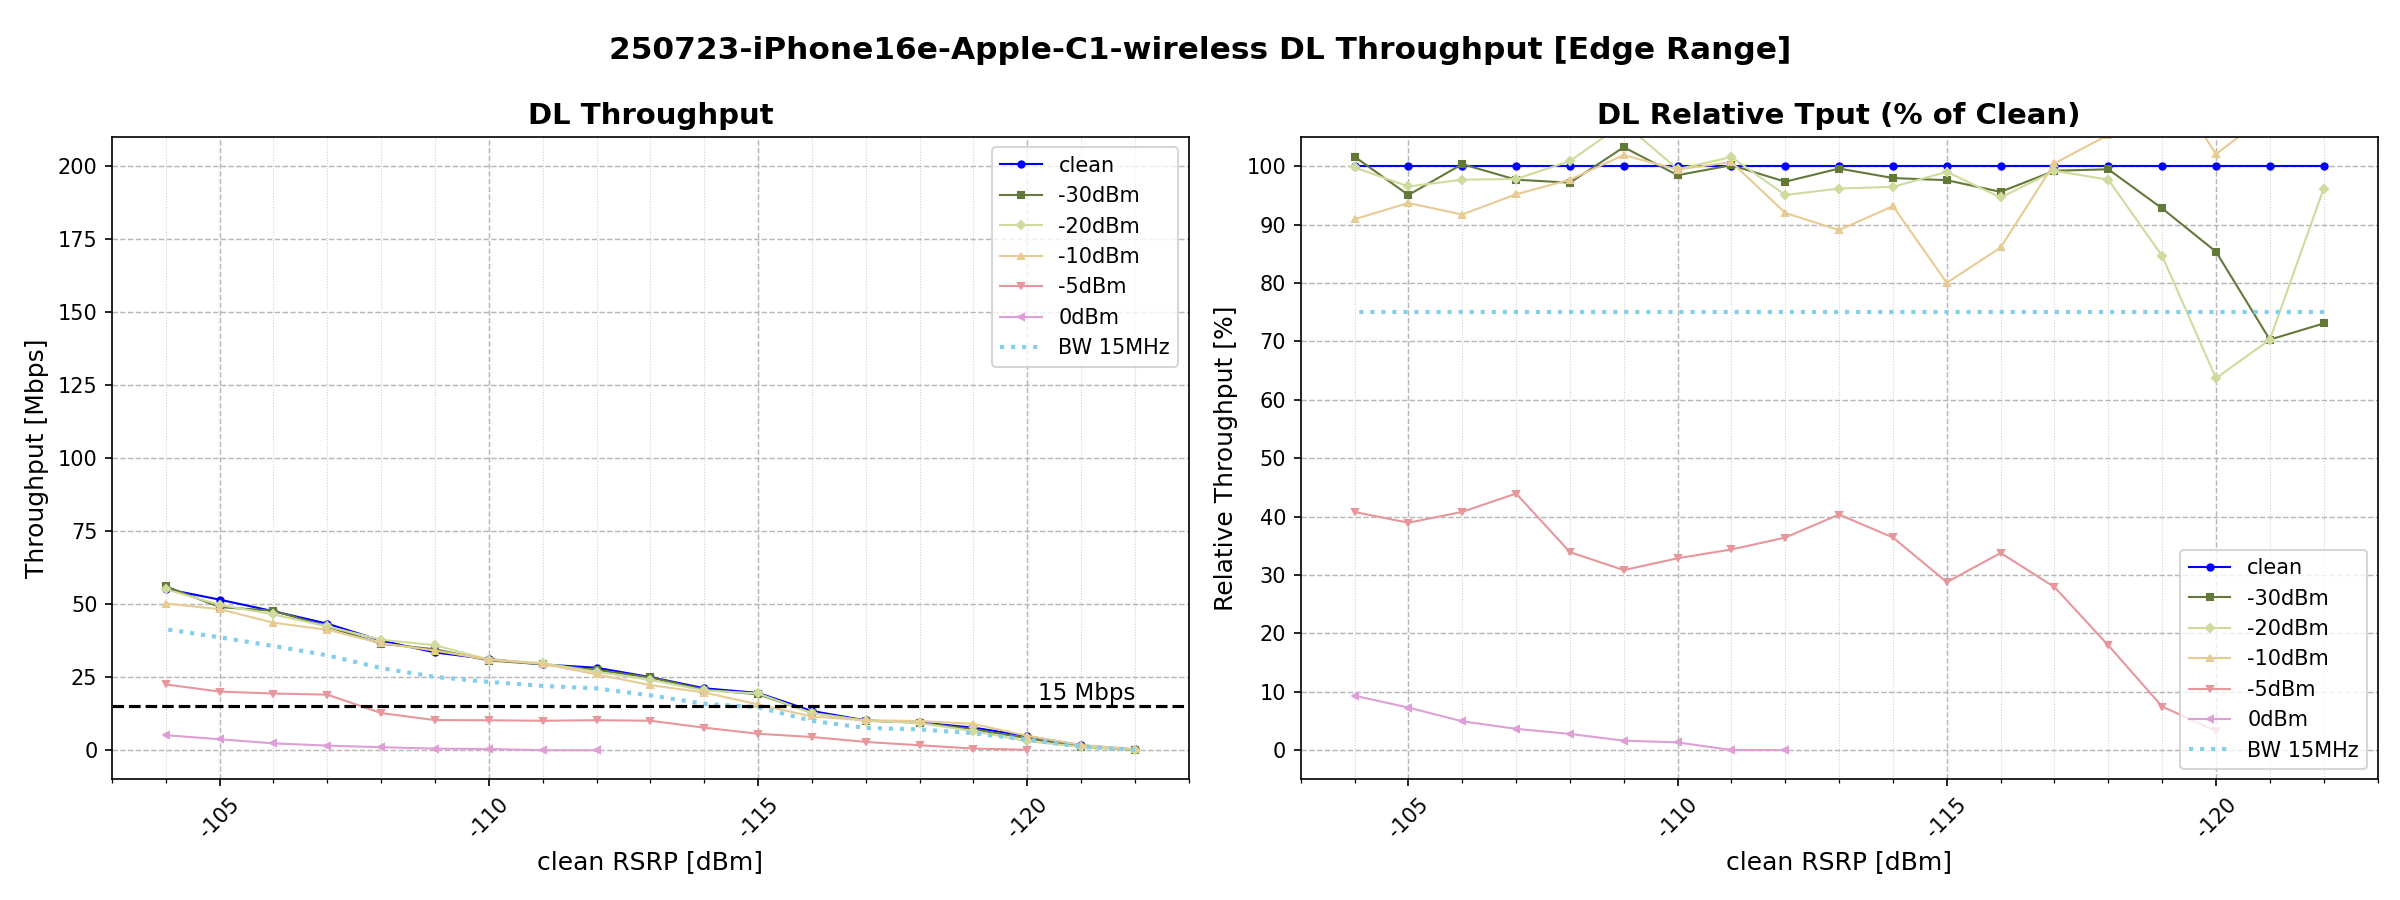 250723-iPhone16e-Apple-C1-wireless DL Throughput [Edge Range]
DL Throughput
Throughput [Mbps]
200
175
150
125
100
75
50
25
0
clean
-30dBm
-20dBm
-10dBm
-5dBm
0dBm
BW 15MHz
15 Mbps
-105
-110
-115
-120
clean RSRP [dBm]
DL Relative Tput (% of Clean)
Relative Throughput [%]
100
90
80
70
60
50
40
30
20
10
0
clean
-30dBm
-20dBm
-10dBm
-5dBm
0dBm
BW 15MHz
-105
-110
-115
-120
clean RSRP [dBm]